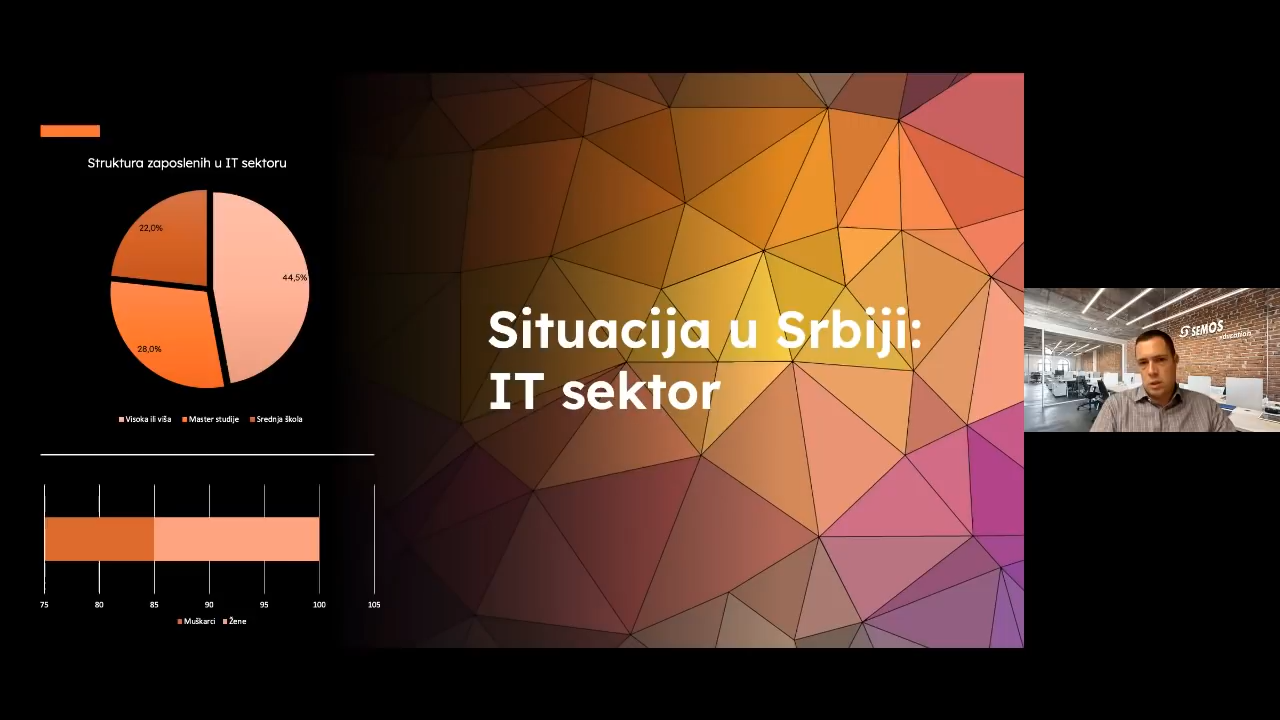 Struktura zaposlenih u IT sektoru
22,0%
44,5%
28,0%
Visoka ili viša Master studije Srednja škola
75 80 85 90 95 100 105
Muškarci Žene
Situacija u Srbiji:
IT sektor
SEMOS
education